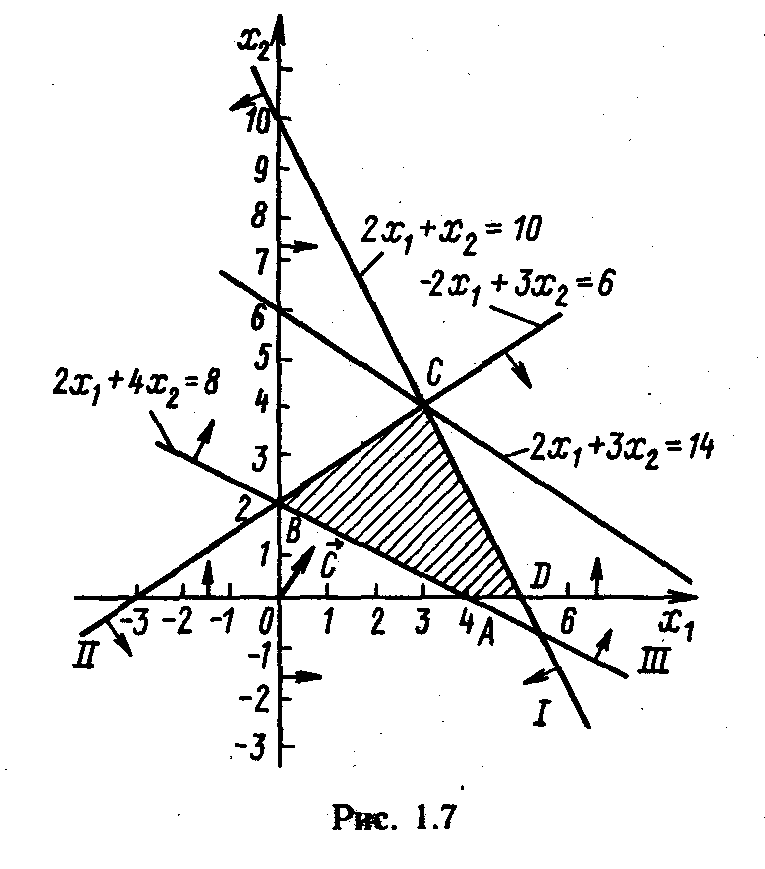 x₂
10
9
2x₁+x₂=10
8
7
-2x₁+3x₂=6
6
5
C
2x₁+4x₂=8
4
3
2x₁+3x₂=14
2
B
1
C⃗
D
-3 -2 -1 0 1 2 3 4 A 6 x₁
II
-1
III
-2
I
-3
Рис. 1.7